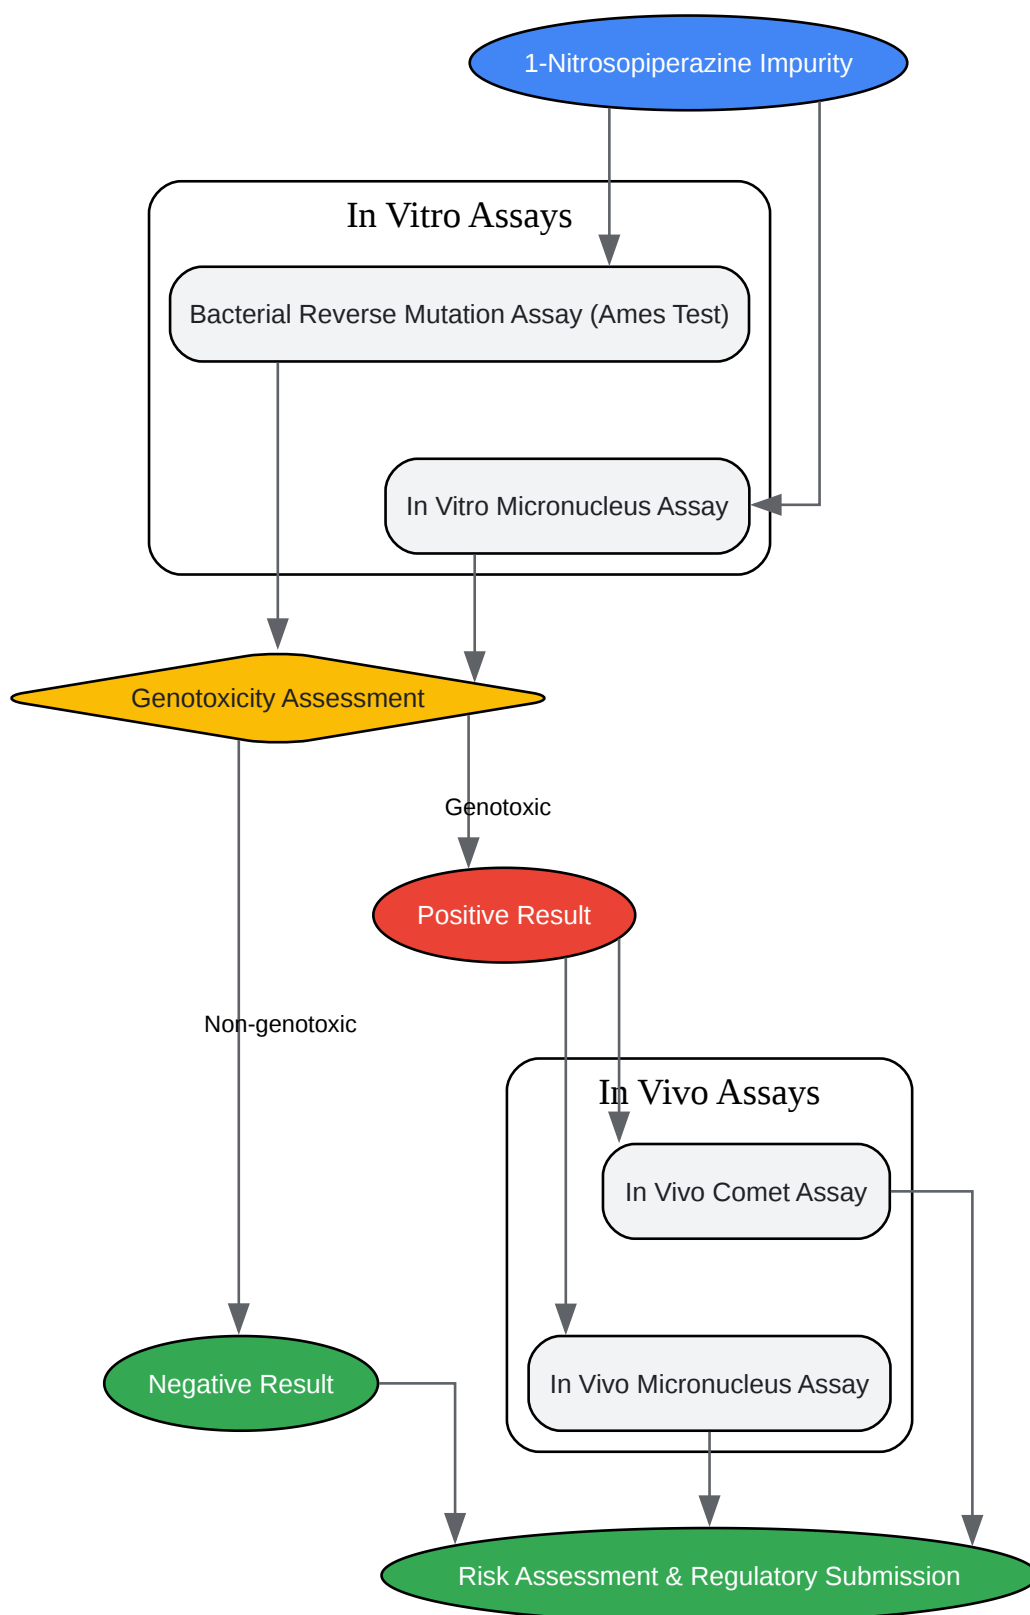 1-Nitrosopiperazine Impurity
In Vitro Assays
Bacterial Reverse Mutation Assay (Ames Test)
In Vitro Micronucleus Assay
Genotoxicity Assessment
Genotoxic
Positive Result
Non-genotoxic
In Vivo Assays
In Vivo Comet Assay
Negative Result
In Vivo Micronucleus Assay
Risk Assessment & Regulatory Submission